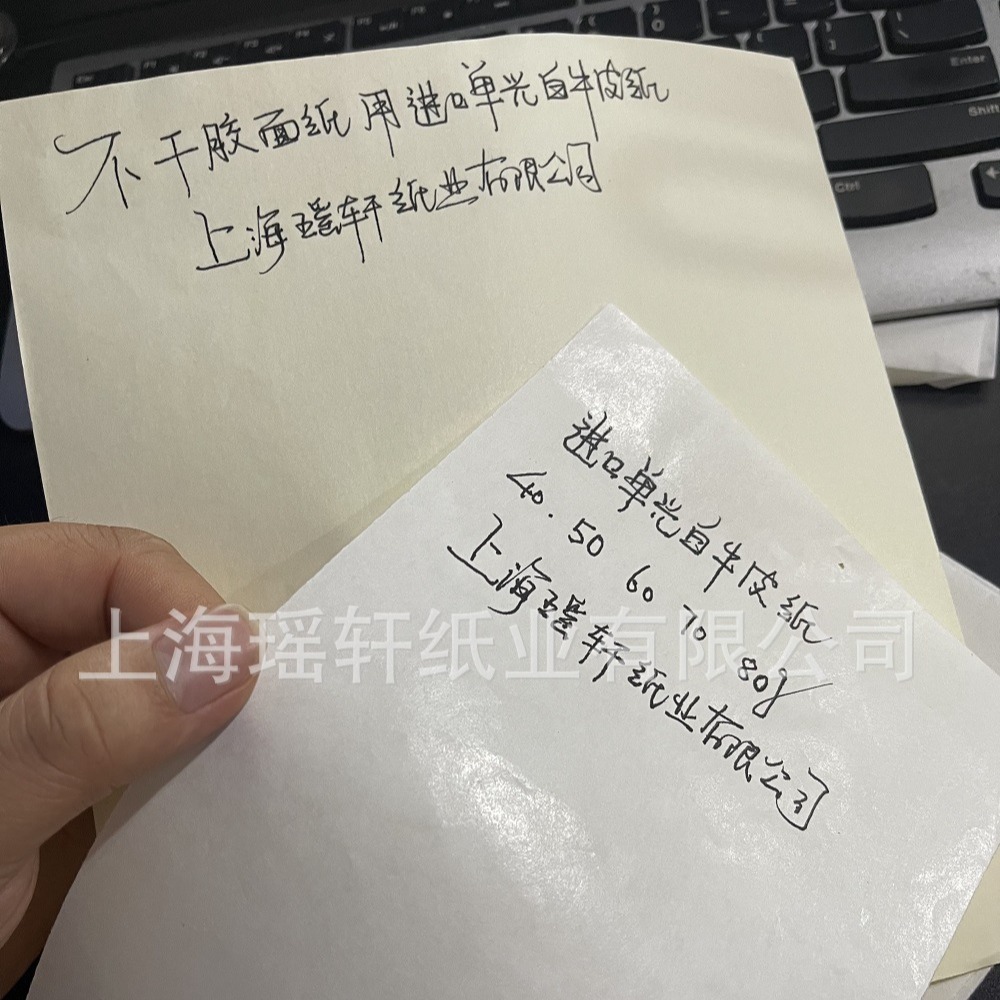 不干胶面纸用进口单光白牛皮纸
上海瑶轩纸业有限公司
进口单光白牛皮纸
40. 50 60 70 80g
上海瑶轩纸业有限公司
上海瑶轩纸业有限公司
Enter
Shift
Ctrl